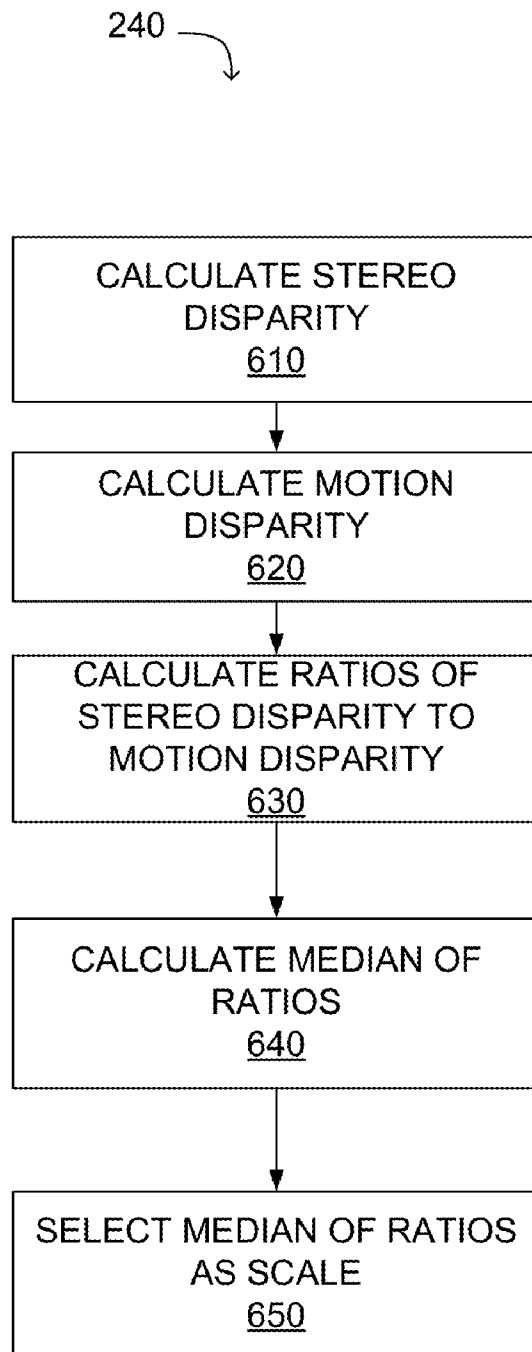 240
CALCULATE STEREO
DISPARITY
610
CALCULATE MOTION
DISPARITY
620
CALCULATE RATIOS OF
STEREO DISPARITY TO
MOTION DISPARITY
630
CALCULATE MEDIAN OF
RATIOS
640
SELECT MEDIAN OF RATIOS
AS SCALE
650